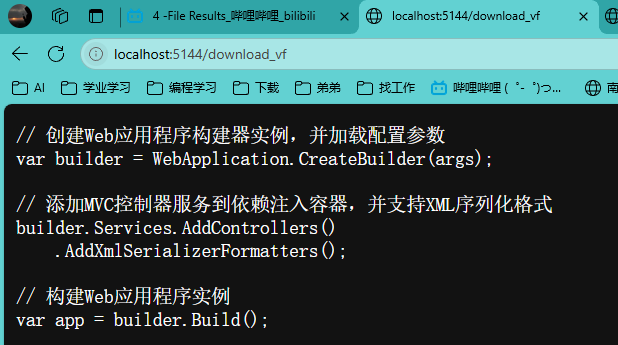 4 -File Results_哔哩哔哩_bilibili
localhost:5144/download_vf
localhost:5144/download_vf
AI 学业学习 编程学习 下载 弟弟 找工作 哔哩哔哩 (゜-゜)つ... 南
// 创建Web应用程序构建器实例，并加载配置参数
var builder = WebApplication.CreateBuilder(args);
// 添加MVC控制器服务到依赖注入容器，并支持XML序列化格式
builder.Services.AddControllers()
.AddXmlSerializerFormatters();
// 构建Web应用程序实例
var app = builder.Build();